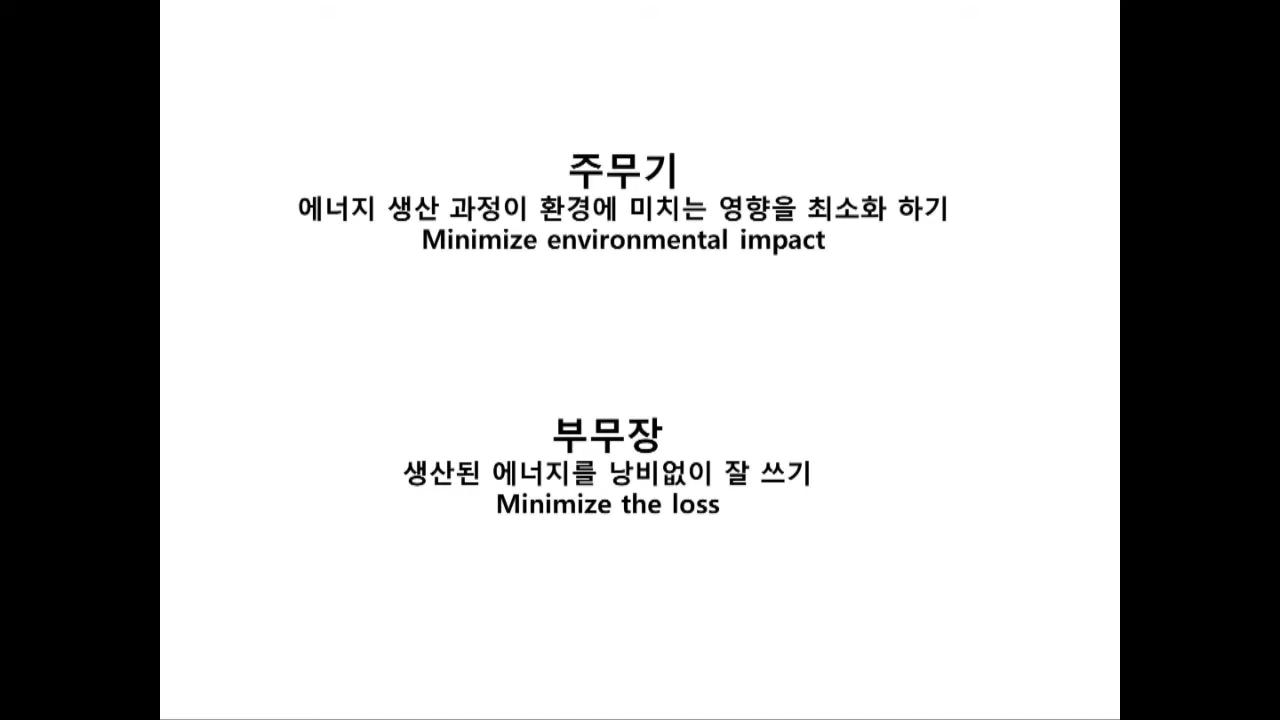 주무기
에너지 생산 과정이 환경에 미치는 영향을 최소화 하기
Minimize environmental impact
부무장
생산된 에너지를 낭비없이 잘 쓰기
Minimize the loss